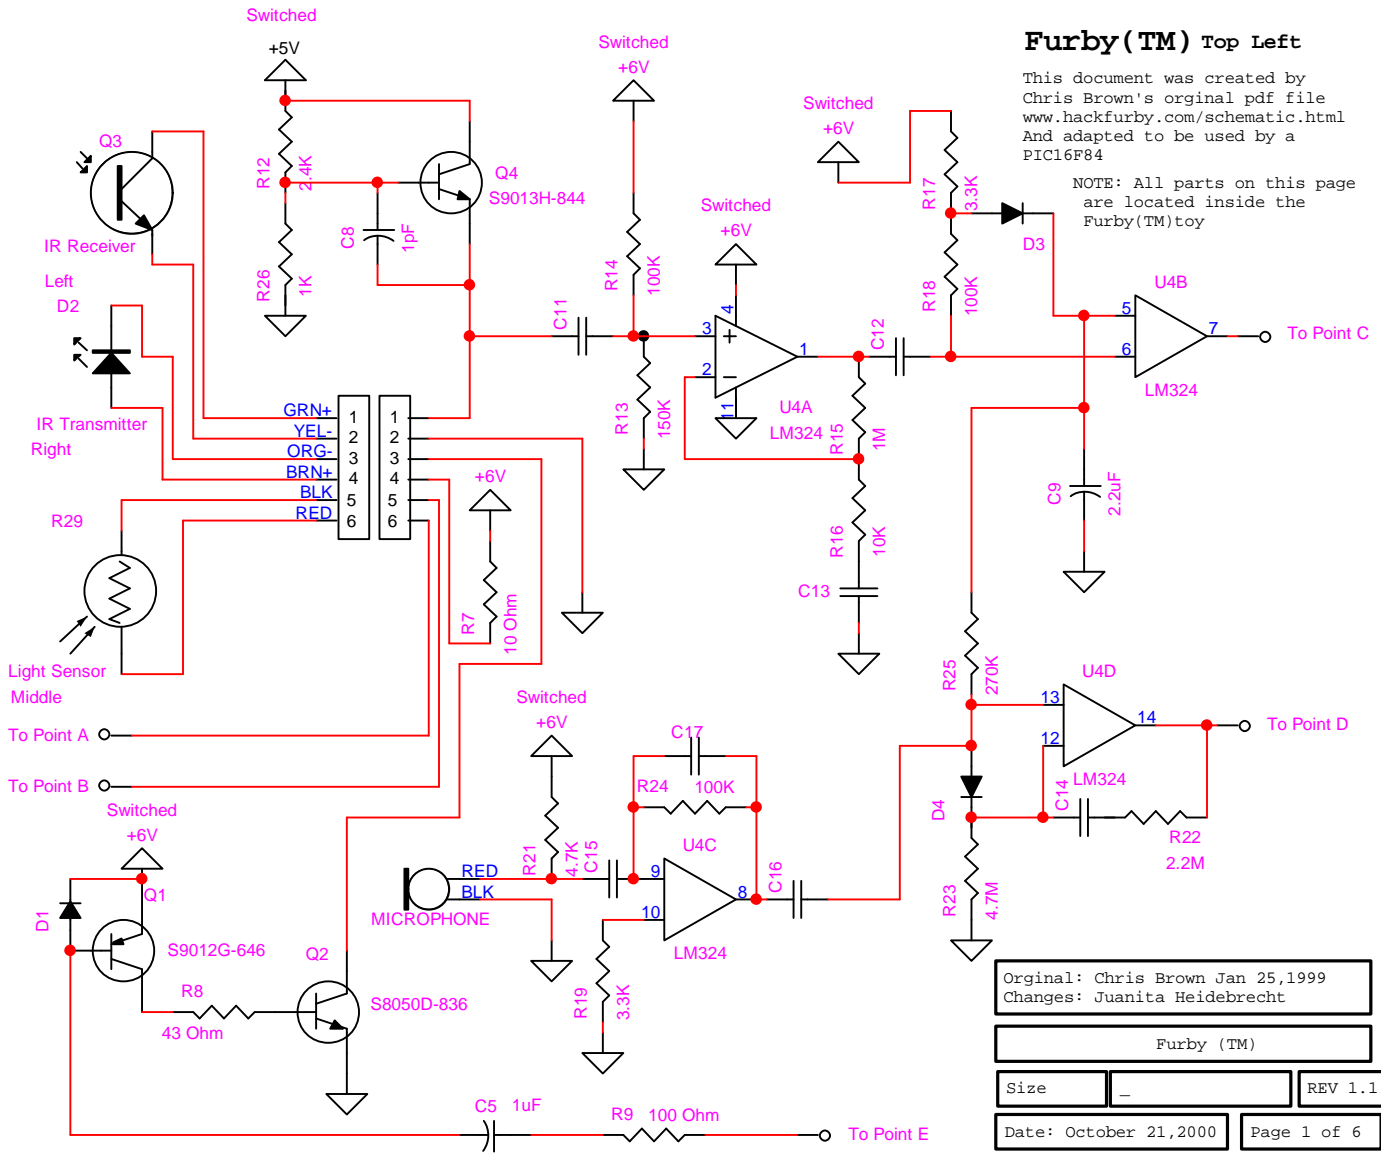 Switched
+5V
Switched
+6V
Furby(TM) Top Left
This document was created by
Chris Brown's orginal pdf file
www.hackfurby.com/schematic.html
And adapted to be used by a
PIC16F84
NOTE: All parts on this page
are located inside the
Furby(TM)toy
Switched
+6V
Q3
R12
2.4K
Q4
S9013H-844
R17
3.3K
Switched
+6V
IR Receiver
C8
1pF
R26
1K
R14
100K
D3
R18
100K
Left
D2
C11
4
3
2
1
11
U4A
LM324
C12
U4B
5
6
7
LM324
To Point C
IR Transmitter
Right
GRN+
YEL-
ORG-
BRN+
BLK
RED
1
2
3
4
5
6
1
2
3
4
5
6
R13
150K
R15
1M
+6V
R29
R16
10K
C9
2.2uF
C13
R7
10 Ohm
Light Sensor
Middle
R25
270K
U4D
13
12
14
LM324
To Point D
To Point A
To Point B
Switched
+6V
C17
R24
100K
Switched
+6V
R21
4.7K
C15
U4C
9
10
8
LM324
C16
D4
C14
R22
2.2M
R23
4.7M
RED
BLK
MICROPHONE
D1
Q1
S9012G-646
Q2
S8050D-836
R8
43 Ohm
R19
3.3K
C5
1uF
R9
100 Ohm
To Point E
Orginal: Chris Brown Jan 25,1999
Changes: Juanita Heidebrecht
Furby (TM)
Size
_
REV 1.1
Date: October 21,2000
Page 1 of 6